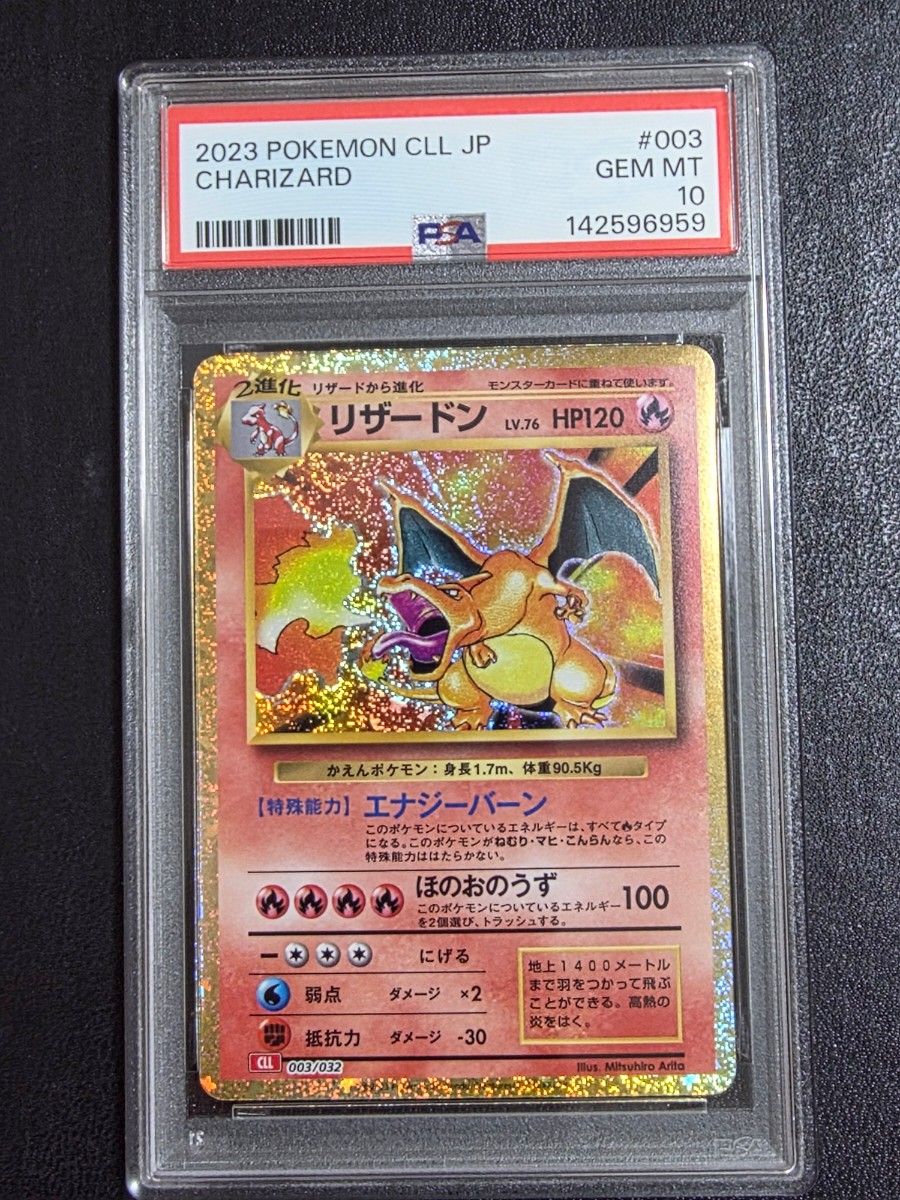 2023 POKEMON CLL JP #003
CHARIZARD GEM MT
10
PSA 142596959
2進化 リザードから進化 モンスターカードに重ねて使います。
リザードン LV.76 HP120
かえんポケモン：身長1.7m、体重90.5Kg
【特殊能力】エナジーバーン
このポケモンについているエネルギーは、すべて🔥タイプ
になる。このポケモンがねむり・マヒ・こんらんなら、この
特殊能力ははたらかない。
ほのおのうず 100
このポケモンについているエネルギー
を2個選び、トラッシュする。
にげる
弱点 ダメージ ×2
抵抗力 ダメージ -30
地上1400メートル
まで羽をつかって飛ぶ
ことができる。高熱の
炎をはく。
CLL 003/032 Illus. Mitsuhiro Arita